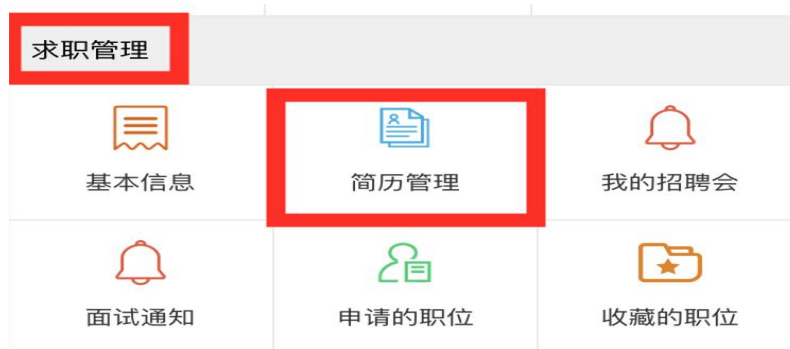 求职管理
基本信息 简历管理 我的招聘会
面试通知 申请的职位 收藏的职位